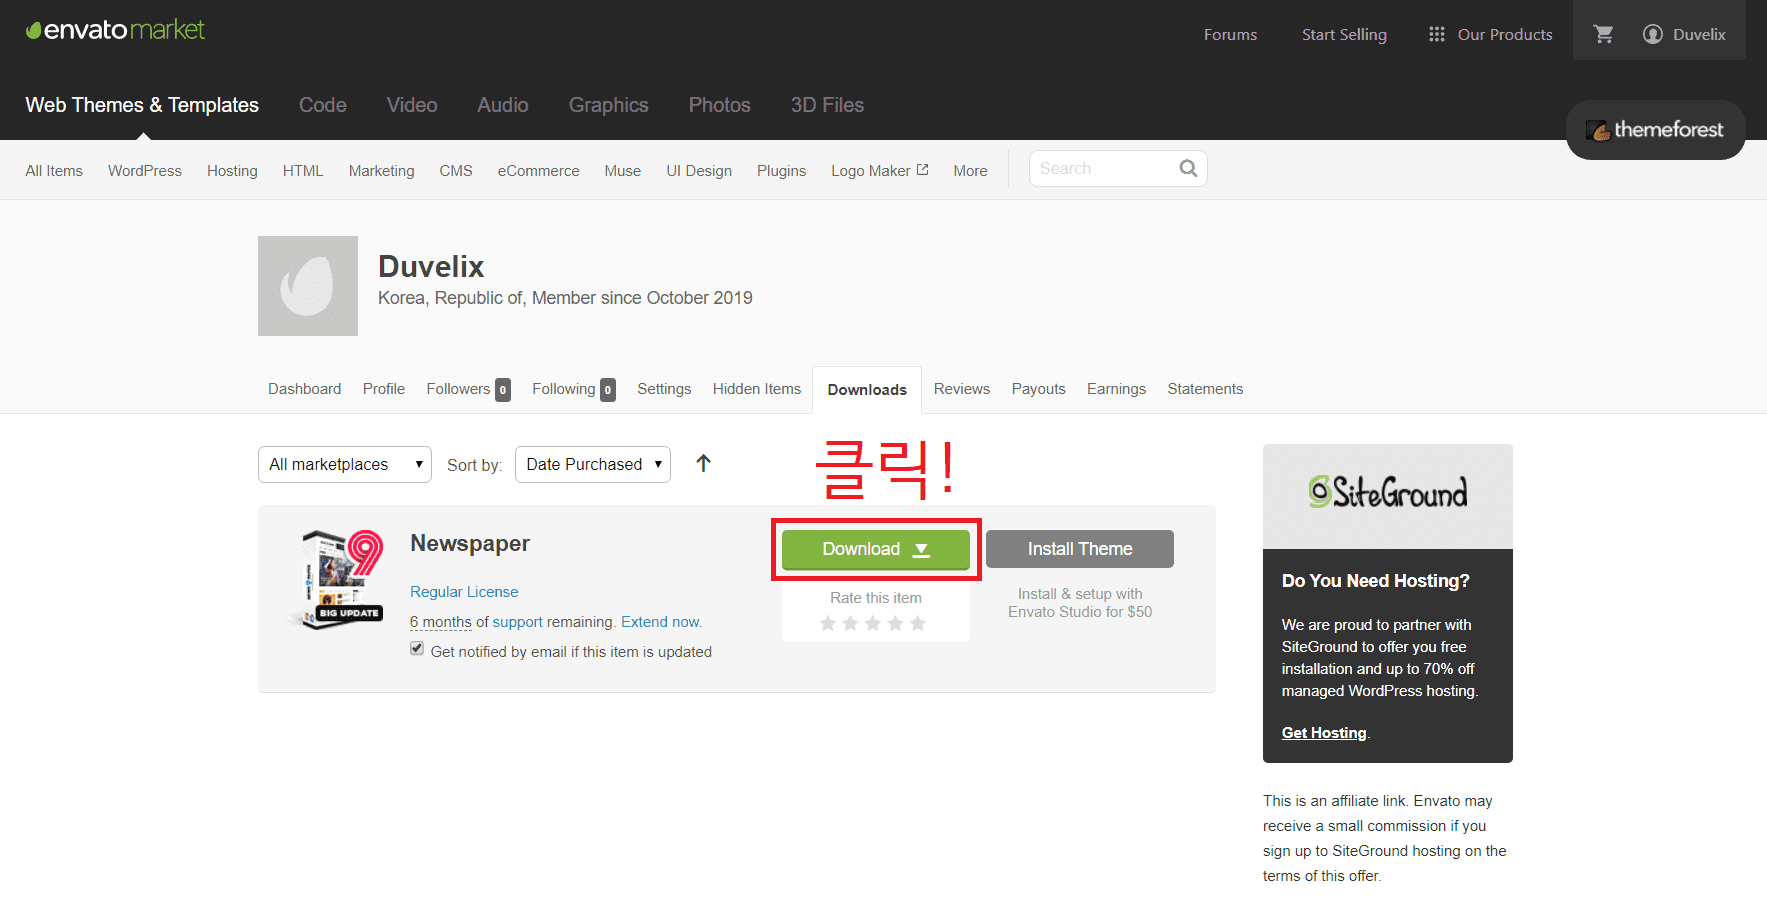 envato market
Forums Start Selling Our Products Duvelix
Web Themes & Templates Code Video Audio Graphics Photos 3D Files
themeforest
All Items WordPress Hosting HTML Marketing CMS eCommerce Muse UI Design Plugins Logo Maker More Search
Duvelix
Korea, Republic of, Member since October 2019
Dashboard Profile Followers 0 Following 0 Settings Hidden Items Downloads Reviews Payouts Earnings Statements
클릭!
All marketplaces Sort by: Date Purchased
SiteGround
9
BIG UPDATE
Newspaper
Regular License
6 months of support remaining. Extend now.
Get notified by email if this item is updated
Download
Rate this item
Install Theme
Install & setup with
Envato Studio for $50
Do You Need Hosting?
We are proud to partner with
SiteGround to offer you free
installation and up to 70% off
managed WordPress hosting.
Get Hosting.
This is an affiliate link. Envato may
receive a small commission if you
sign up to SiteGround hosting on the
terms of this offer.